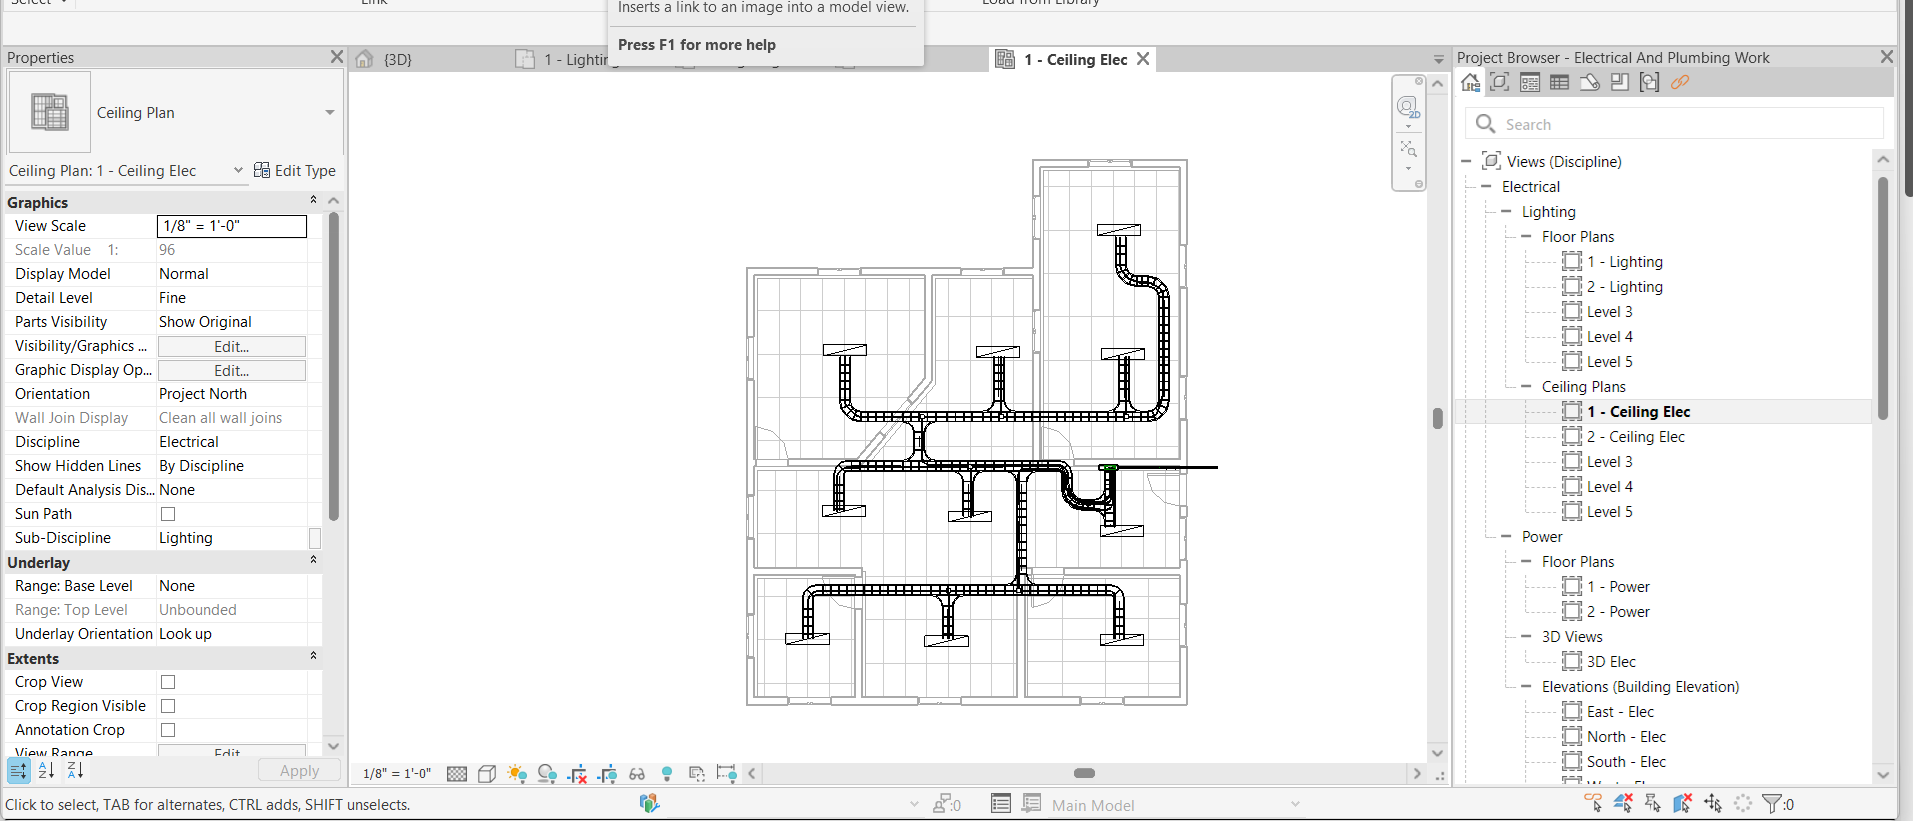 Select
Link
Load from Library
Inserts a link to an image into a model view.
Press F1 for more help
Properties
Ceiling Plan
Ceiling Plan: 1 - Ceiling Elec
Edit Type
Graphics
View Scale 1/8" = 1'-0"
Scale Value 1: 96
Display Model Normal
Detail Level Fine
Parts Visibility Show Original
Visibility/Graphics ... Edit...
Graphic Display Op... Edit...
Orientation Project North
Wall Join Display Clean all wall joins
Discipline Electrical
Show Hidden Lines By Discipline
Default Analysis Dis... None
Sun Path
Sub-Discipline Lighting
Underlay
Range: Base Level None
Range: Top Level Unbounded
Underlay Orientation Look up
Extents
Crop View
Crop Region Visible
Annotation Crop
View Range Edit
Apply
{3D}
1 - Lighting
1 - Ceiling Elec
2D
1/8" = 1'-0"
Project Browser - Electrical And Plumbing Work
Search
Views (Discipline)
Electrical
Lighting
Floor Plans
1 - Lighting
2 - Lighting
Level 3
Level 4
Level 5
Ceiling Plans
1 - Ceiling Elec
2 - Ceiling Elec
Level 3
Level 4
Level 5
Power
Floor Plans
1 - Power
2 - Power
3D Views
3D Elec
Elevations (Building Elevation)
East - Elec
North - Elec
South - Elec
Click to select, TAB for alternates, CTRL adds, SHIFT unselects.
:0
Main Model
:0